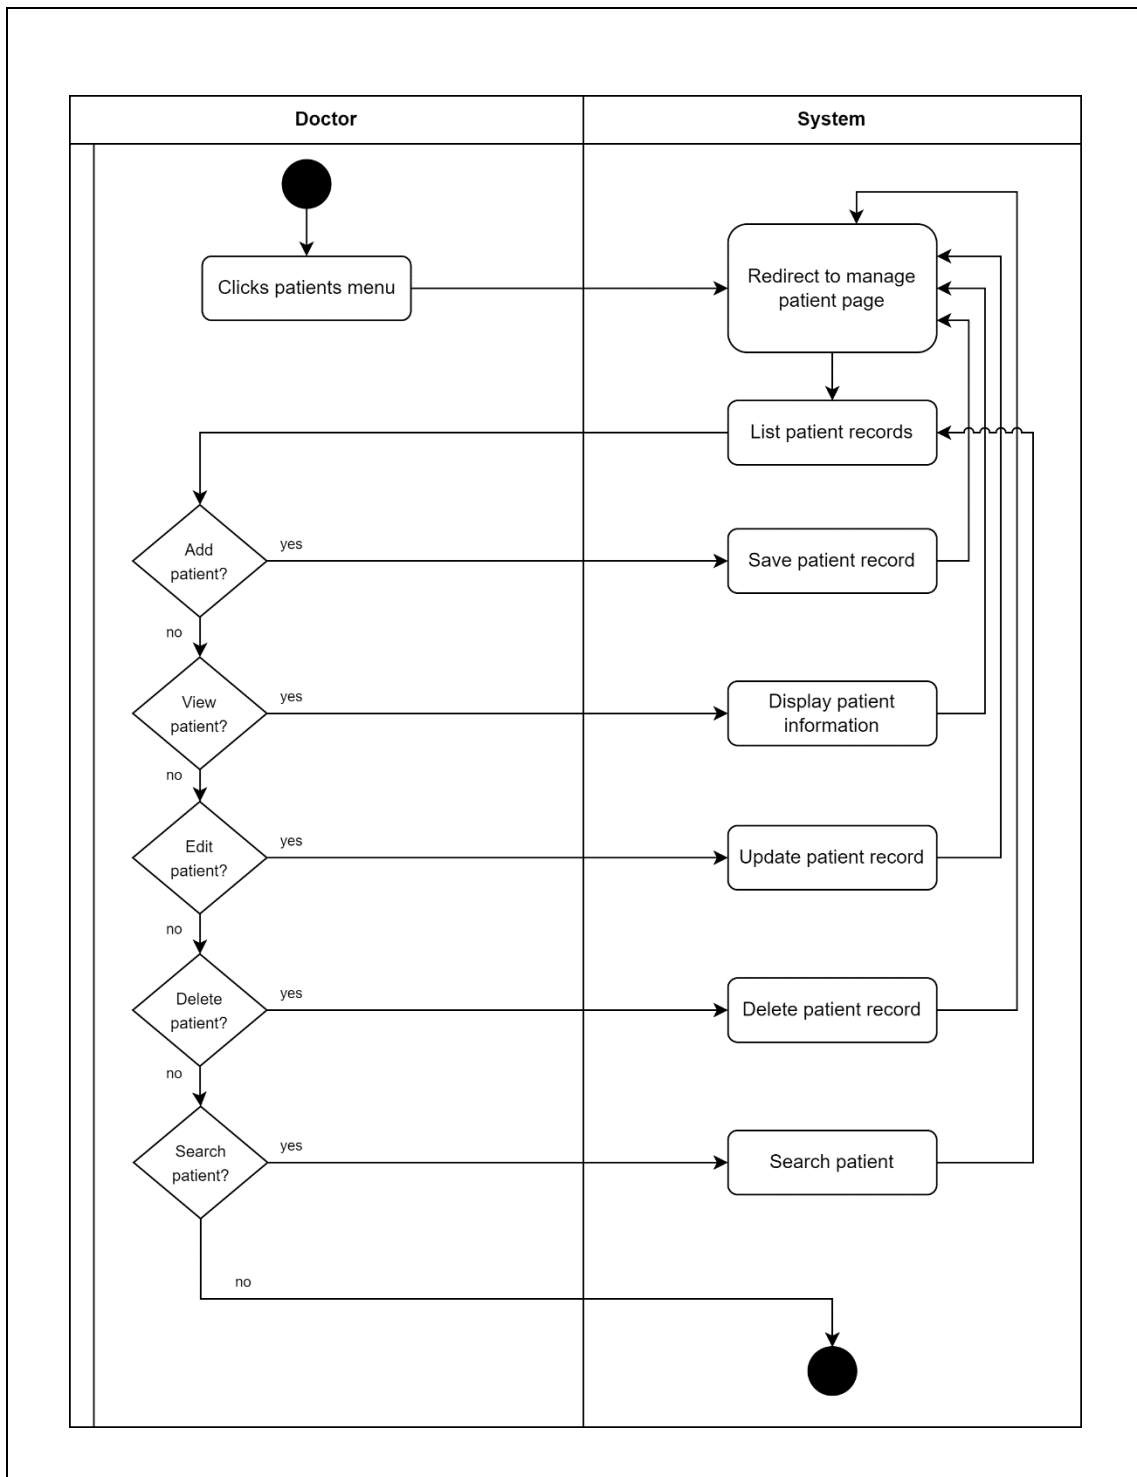 Doctor
System
Clicks patients menu
Redirect to manage
patient page
List patient records
Add
patient?
yes
Save patient record
no
View
patient?
yes
Display patient
information
no
Edit
patient?
yes
Update patient record
no
Delete
patient?
yes
Delete patient record
no
Search
patient?
yes
Search patient
no